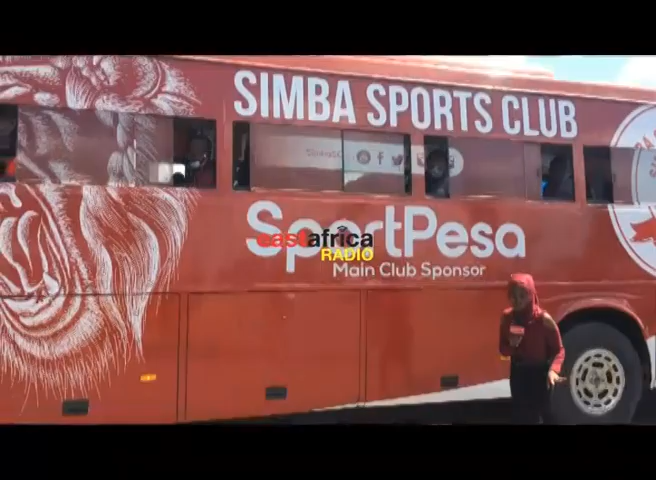 SIMBA SPORTS CLUB
SportPesa
eastafrica
RADIO
Main Club Sponsor